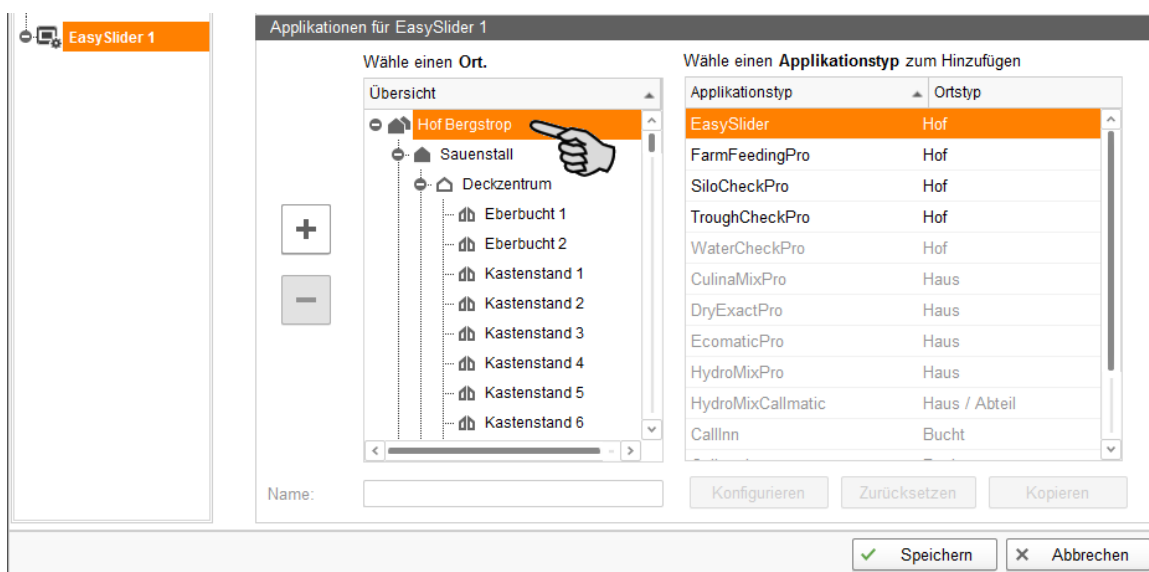 EasySlider 1
Applikationen für EasySlider 1
Wähle einen Ort.
Übersicht
Hof Bergstrop
Sauenstall
Deckzentrum
Eberbucht 1
Eberbucht 2
Kastenstand 1
Kastenstand 2
Kastenstand 3
Kastenstand 4
Kastenstand 5
Kastenstand 6
Wähle einen Applikationstyp zum Hinzufügen
Applikationstyp Ortstyp
EasySlider Hof
FarmFeedingPro Hof
SiloCheckPro Hof
TroughCheckPro Hof
WaterCheckPro Hof
CulinaMixPro Haus
DryExactPro Haus
EcomaticPro Haus
HydroMixPro Haus
HydroMixCallmatic Haus / Abteil
CallInn Bucht
Name:
Konfigurieren Zurücksetzen Kopieren
Speichern Abbrechen